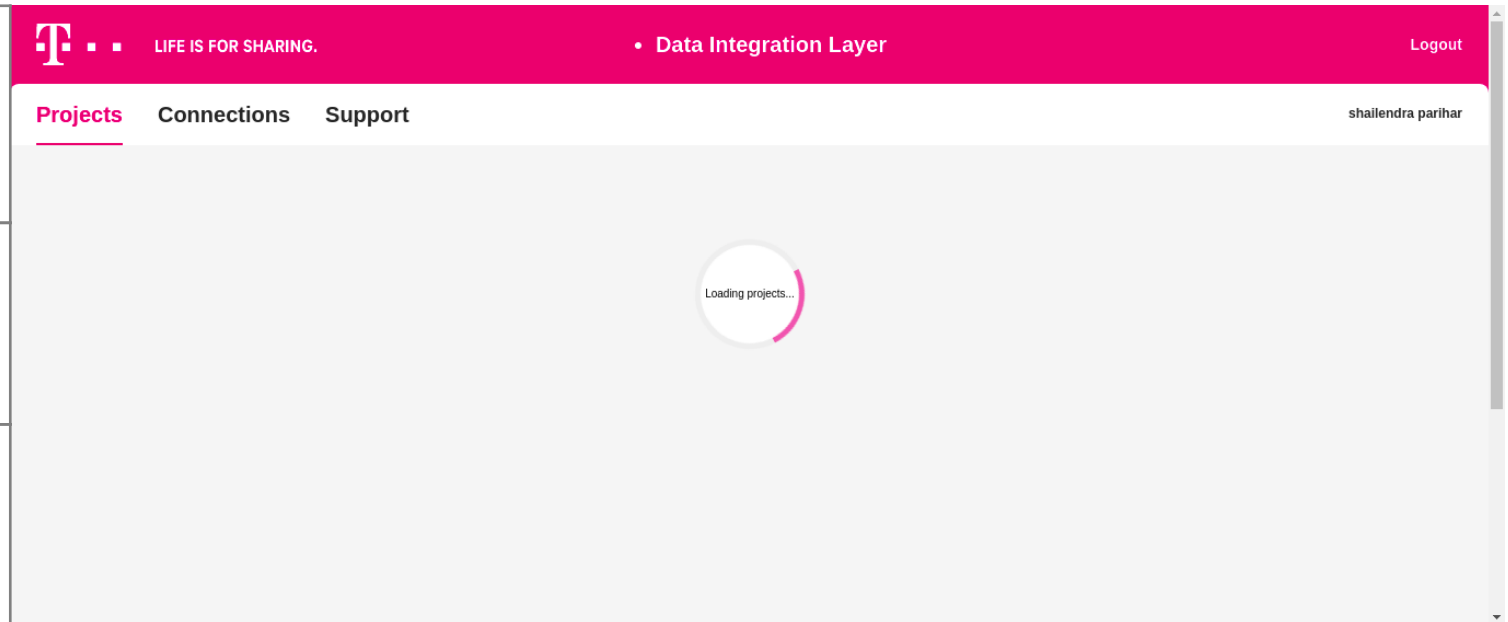 T
LIFE IS FOR SHARING.
• Data Integration Layer
Logout
Projects Connections Support
shailendra parihar
Loading projects...